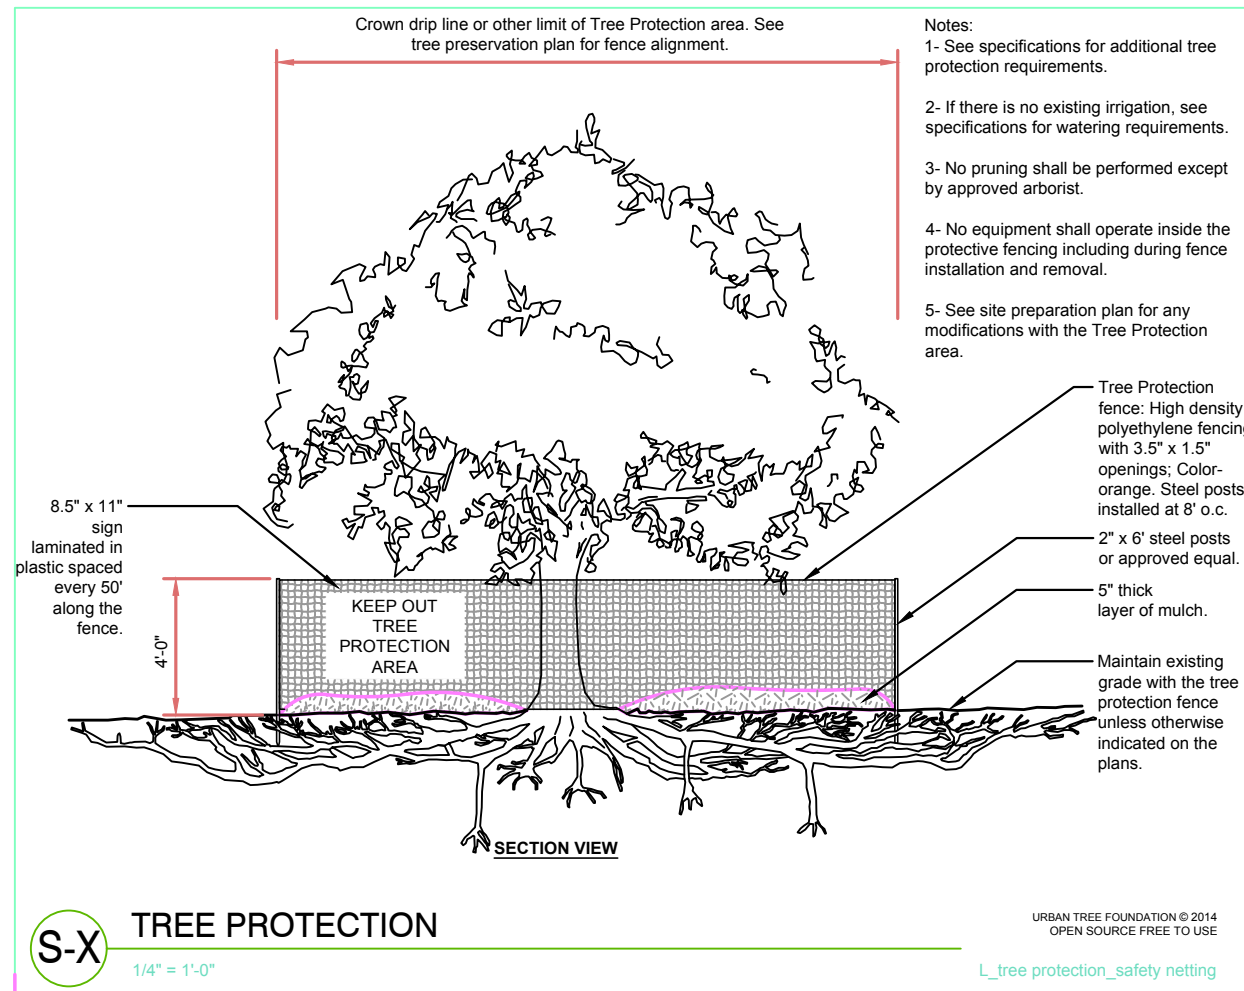 Crown drip line or other limit of Tree Protection area. See
tree preservation plan for fence alignment.
Notes:
1- See specifications for additional tree
protection requirements.
2- If there is no existing irrigation, see
specifications for watering requirements.
3- No pruning shall be performed except
by approved arborist.
4- No equipment shall operate inside the
protective fencing including during fence
installation and removal.
5- See site preparation plan for any
modifications with the Tree Protection
area.
Tree Protection
fence: High density
polyethylene fencing
with 3.5" x 1.5"
openings; Color-
orange. Steel posts
installed at 8' o.c.
2" x 6' steel posts
or approved equal.
5" thick
layer of mulch.
Maintain existing
grade with the tree
protection fence
unless otherwise
indicated on the
plans.
8.5" x 11"
sign
laminated in
plastic spaced
every 50'
along the
fence.
4'-0"
KEEP OUT
TREE
PROTECTION
AREA
SECTION VIEW
S-X
TREE PROTECTION
1/4" = 1'-0"
URBAN TREE FOUNDATION © 2014
OPEN SOURCE FREE TO USE
L_tree protection_safety netting